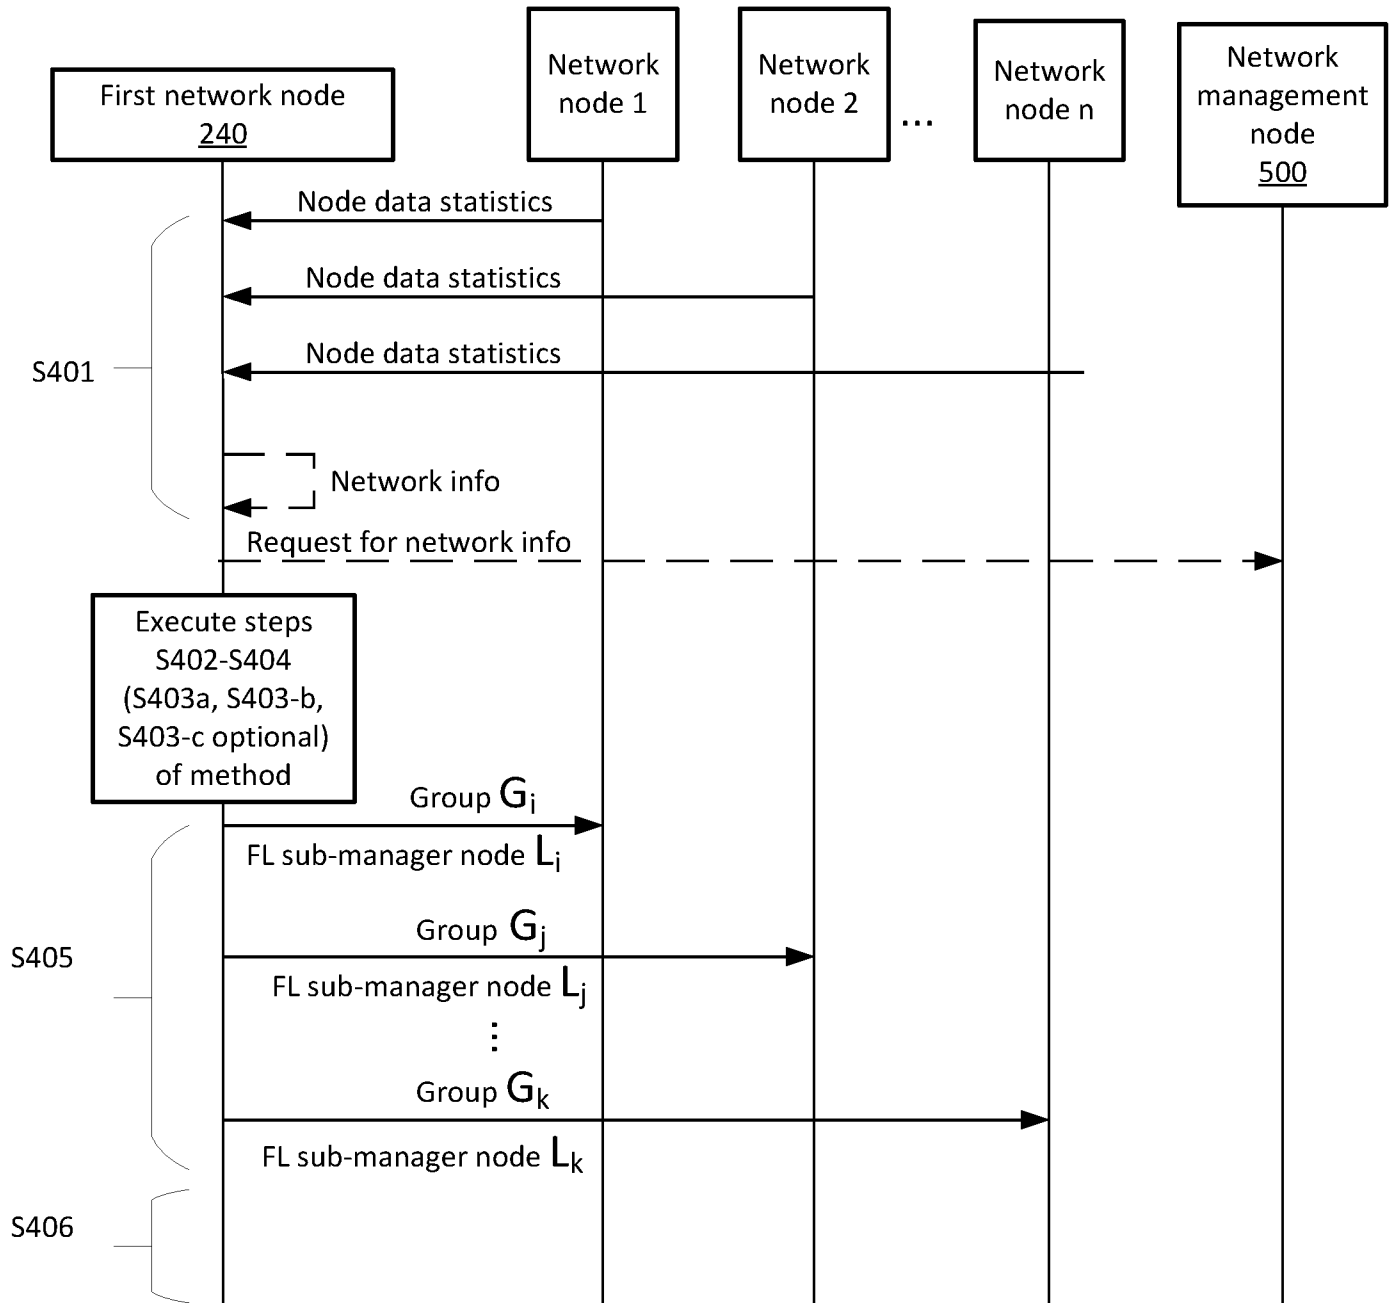 First network node
240
Network
node 1
Network
node 2
...
Network
node n
Network
management
node
500
Node data statistics
Node data statistics
Node data statistics
S401
Network info
Request for network info
Execute steps
S402-S404
(S403a, S403-b,
S403-c optional)
of method
Group Gi
FL sub-manager node Li
Group Gj
S405
FL sub-manager node Lj
⋮
Group Gk
FL sub-manager node Lk
S406